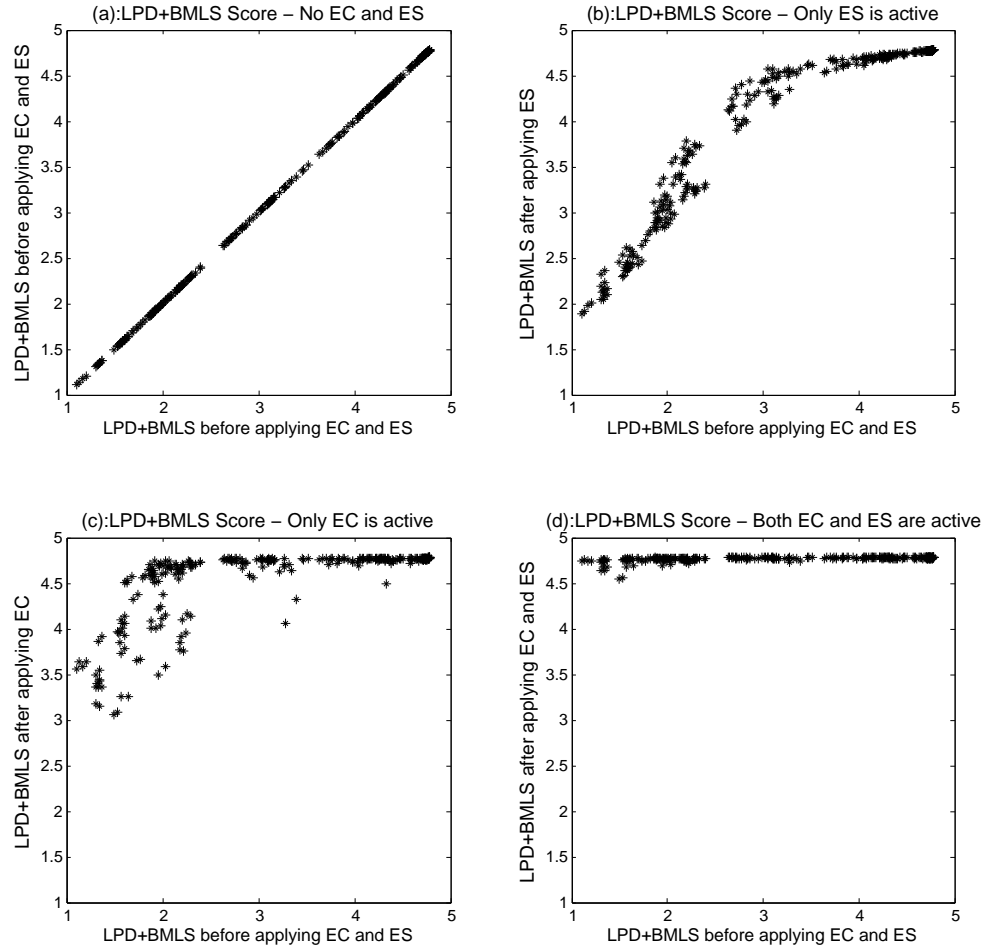 (a):LPD+BMLS Score − No EC and ES
LPD+BMLS before applying EC and ES
5
4.5
4
3.5
3
2.5
2
1.5
1
1 2 3 4 5
LPD+BMLS before applying EC and ES
(b):LPD+BMLS Score − Only ES is active
LPD+BMLS after applying ES
5
4.5
4
3.5
3
2.5
2
1.5
1
1 2 3 4 5
LPD+BMLS before applying EC and ES
(c):LPD+BMLS Score − Only EC is active
LPD+BMLS after applying EC
5
4.5
4
3.5
3
2.5
2
1.5
1
1 2 3 4 5
LPD+BMLS before applying EC and ES
(d):LPD+BMLS Score − Both EC and ES are active
LPD+BMLS after applying EC and ES
5
4.5
4
3.5
3
2.5
2
1.5
1
1 2 3 4 5
LPD+BMLS before applying EC and ES